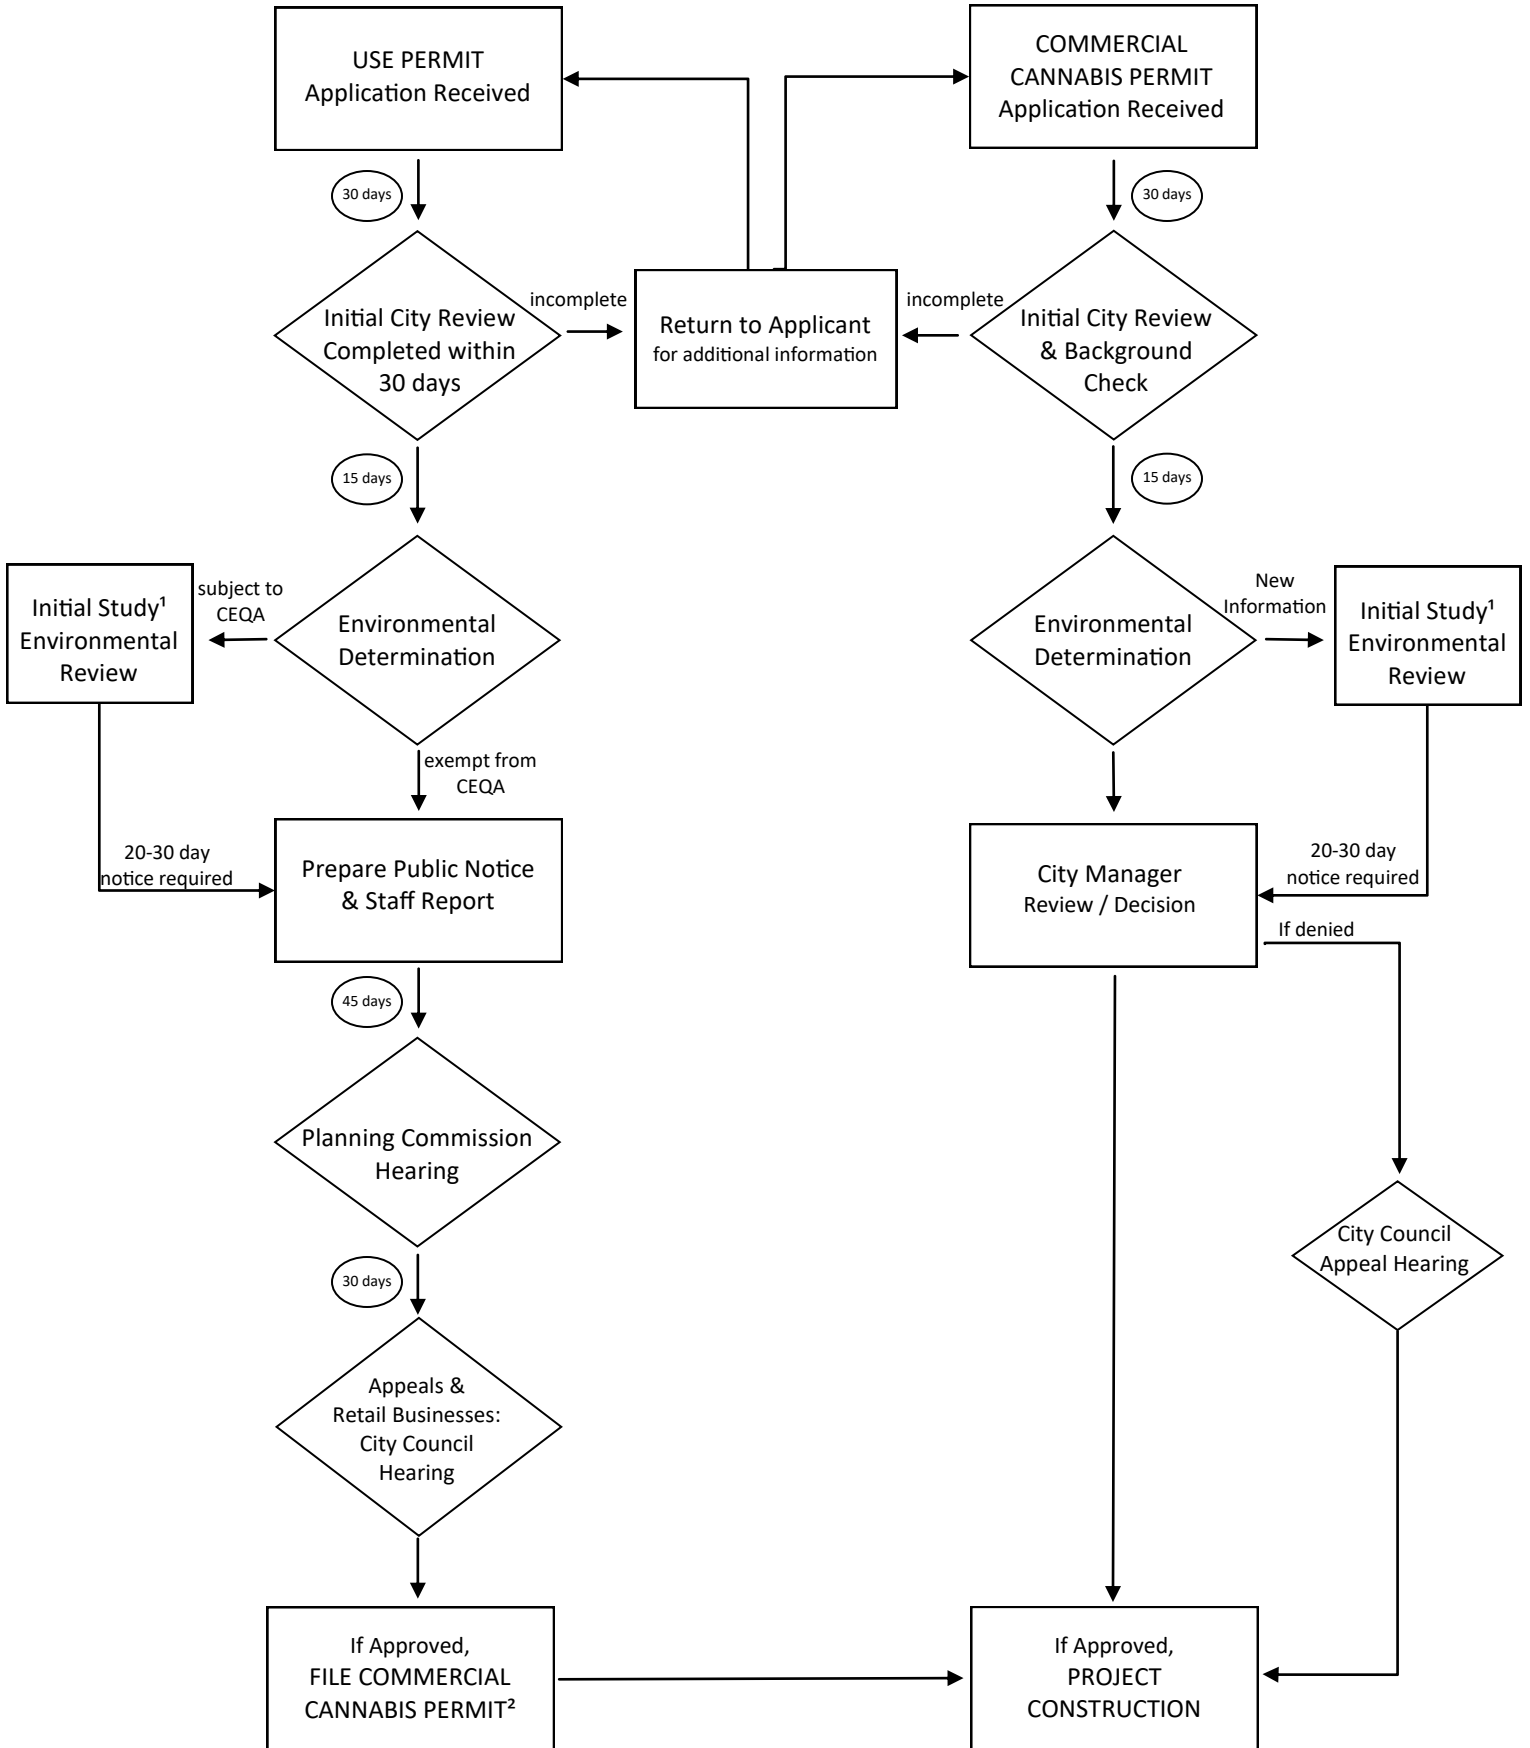 USE PERMIT
Application Received
COMMERCIAL
CANNABIS PERMIT
Application Received
30 days
30 days
Initial City Review
Completed within
30 days
incomplete
Return to Applicant
for additional information
incomplete
Initial City Review
& Background
Check
15 days
15 days
Initial Study¹
Environmental
Review
subject to
CEQA
Environmental
Determination
Environmental
Determination
New
Information
Initial Study¹
Environmental
Review
exempt from
CEQA
20-30 day
notice required
Prepare Public Notice
& Staff Report
City Manager
Review / Decision
20-30 day
notice required
If denied
45 days
Planning Commission
Hearing
City Council
Appeal Hearing
30 days
Appeals &
Retail Businesses:
City Council
Hearing
If Approved,
FILE COMMERCIAL
CANNABIS PERMIT²
If Approved,
PROJECT
CONSTRUCTION